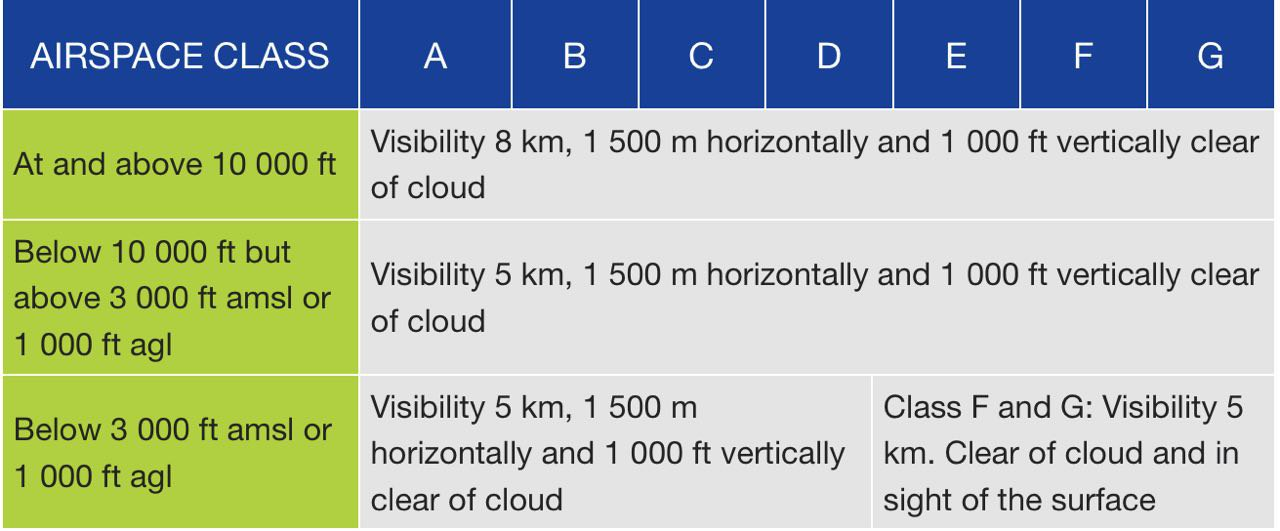 AIRSPACE CLASS A B C D E F G
At and above 10 000 ft
Visibility 8 km, 1 500 m horizontally and 1 000 ft vertically clear
of cloud
Below 10 000 ft but
above 3 000 ft amsl or
1 000 ft agl
Visibility 5 km, 1 500 m horizontally and 1 000 ft vertically clear
of cloud
Below 3 000 ft amsl or
1 000 ft agl
Visibility 5 km, 1 500 m
horizontally and 1 000 ft vertically
clear of cloud
Class F and G: Visibility 5
km. Clear of cloud and in
sight of the surface